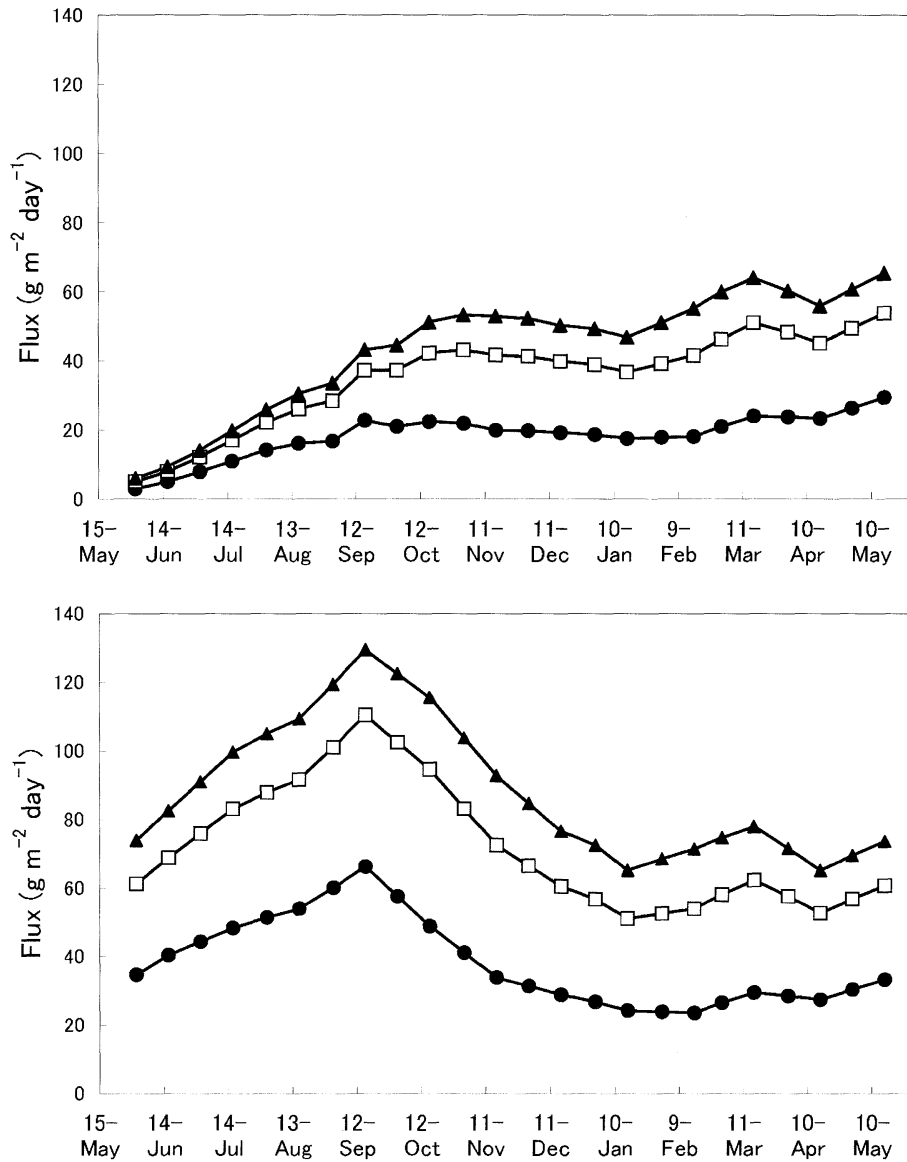 140
120
100
80
60
40
20
0
Flux (g m⁻² day⁻¹)
15- 14- 14- 13- 12- 12- 11- 11- 10- 9- 11- 10- 10-
May Jun Jul Aug Sep Oct Nov Dec Jan Feb Mar Apr May
140
120
100
80
60
40
20
0
Flux (g m⁻² day⁻¹)
15- 14- 14- 13- 12- 12- 11- 11- 10- 9- 11- 10- 10-
May Jun Jul Aug Sep Oct Nov Dec Jan Feb Mar Apr May